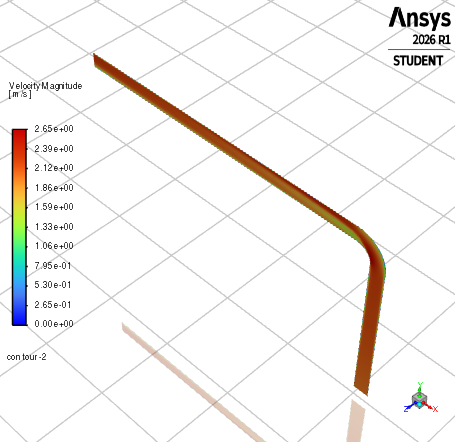 Ansys
2026 R1
STUDENT
Velocity Magnitude
[ m/s ]
2.65e+00
2.39e+00
2.12e+00
1.86e+00
1.59e+00
1.33e+00
1.06e+00
7.95e-01
5.30e-01
2.65e-01
0.00e+00
contour-2
Y
Z
X